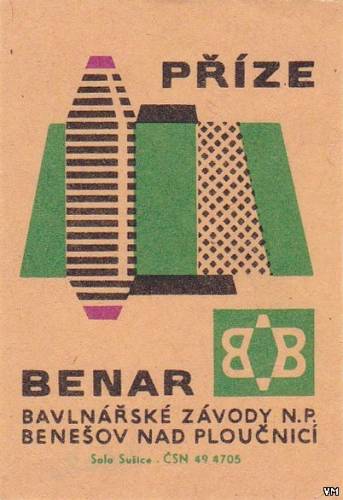 PŘÍZE
BB
BENAR
BAVLNÁŘSKÉ ZÁVODY N.P.
BENEŠOV NAD PLOUČNICÍ
Solo Sušice - ČSN 49 4705
VM